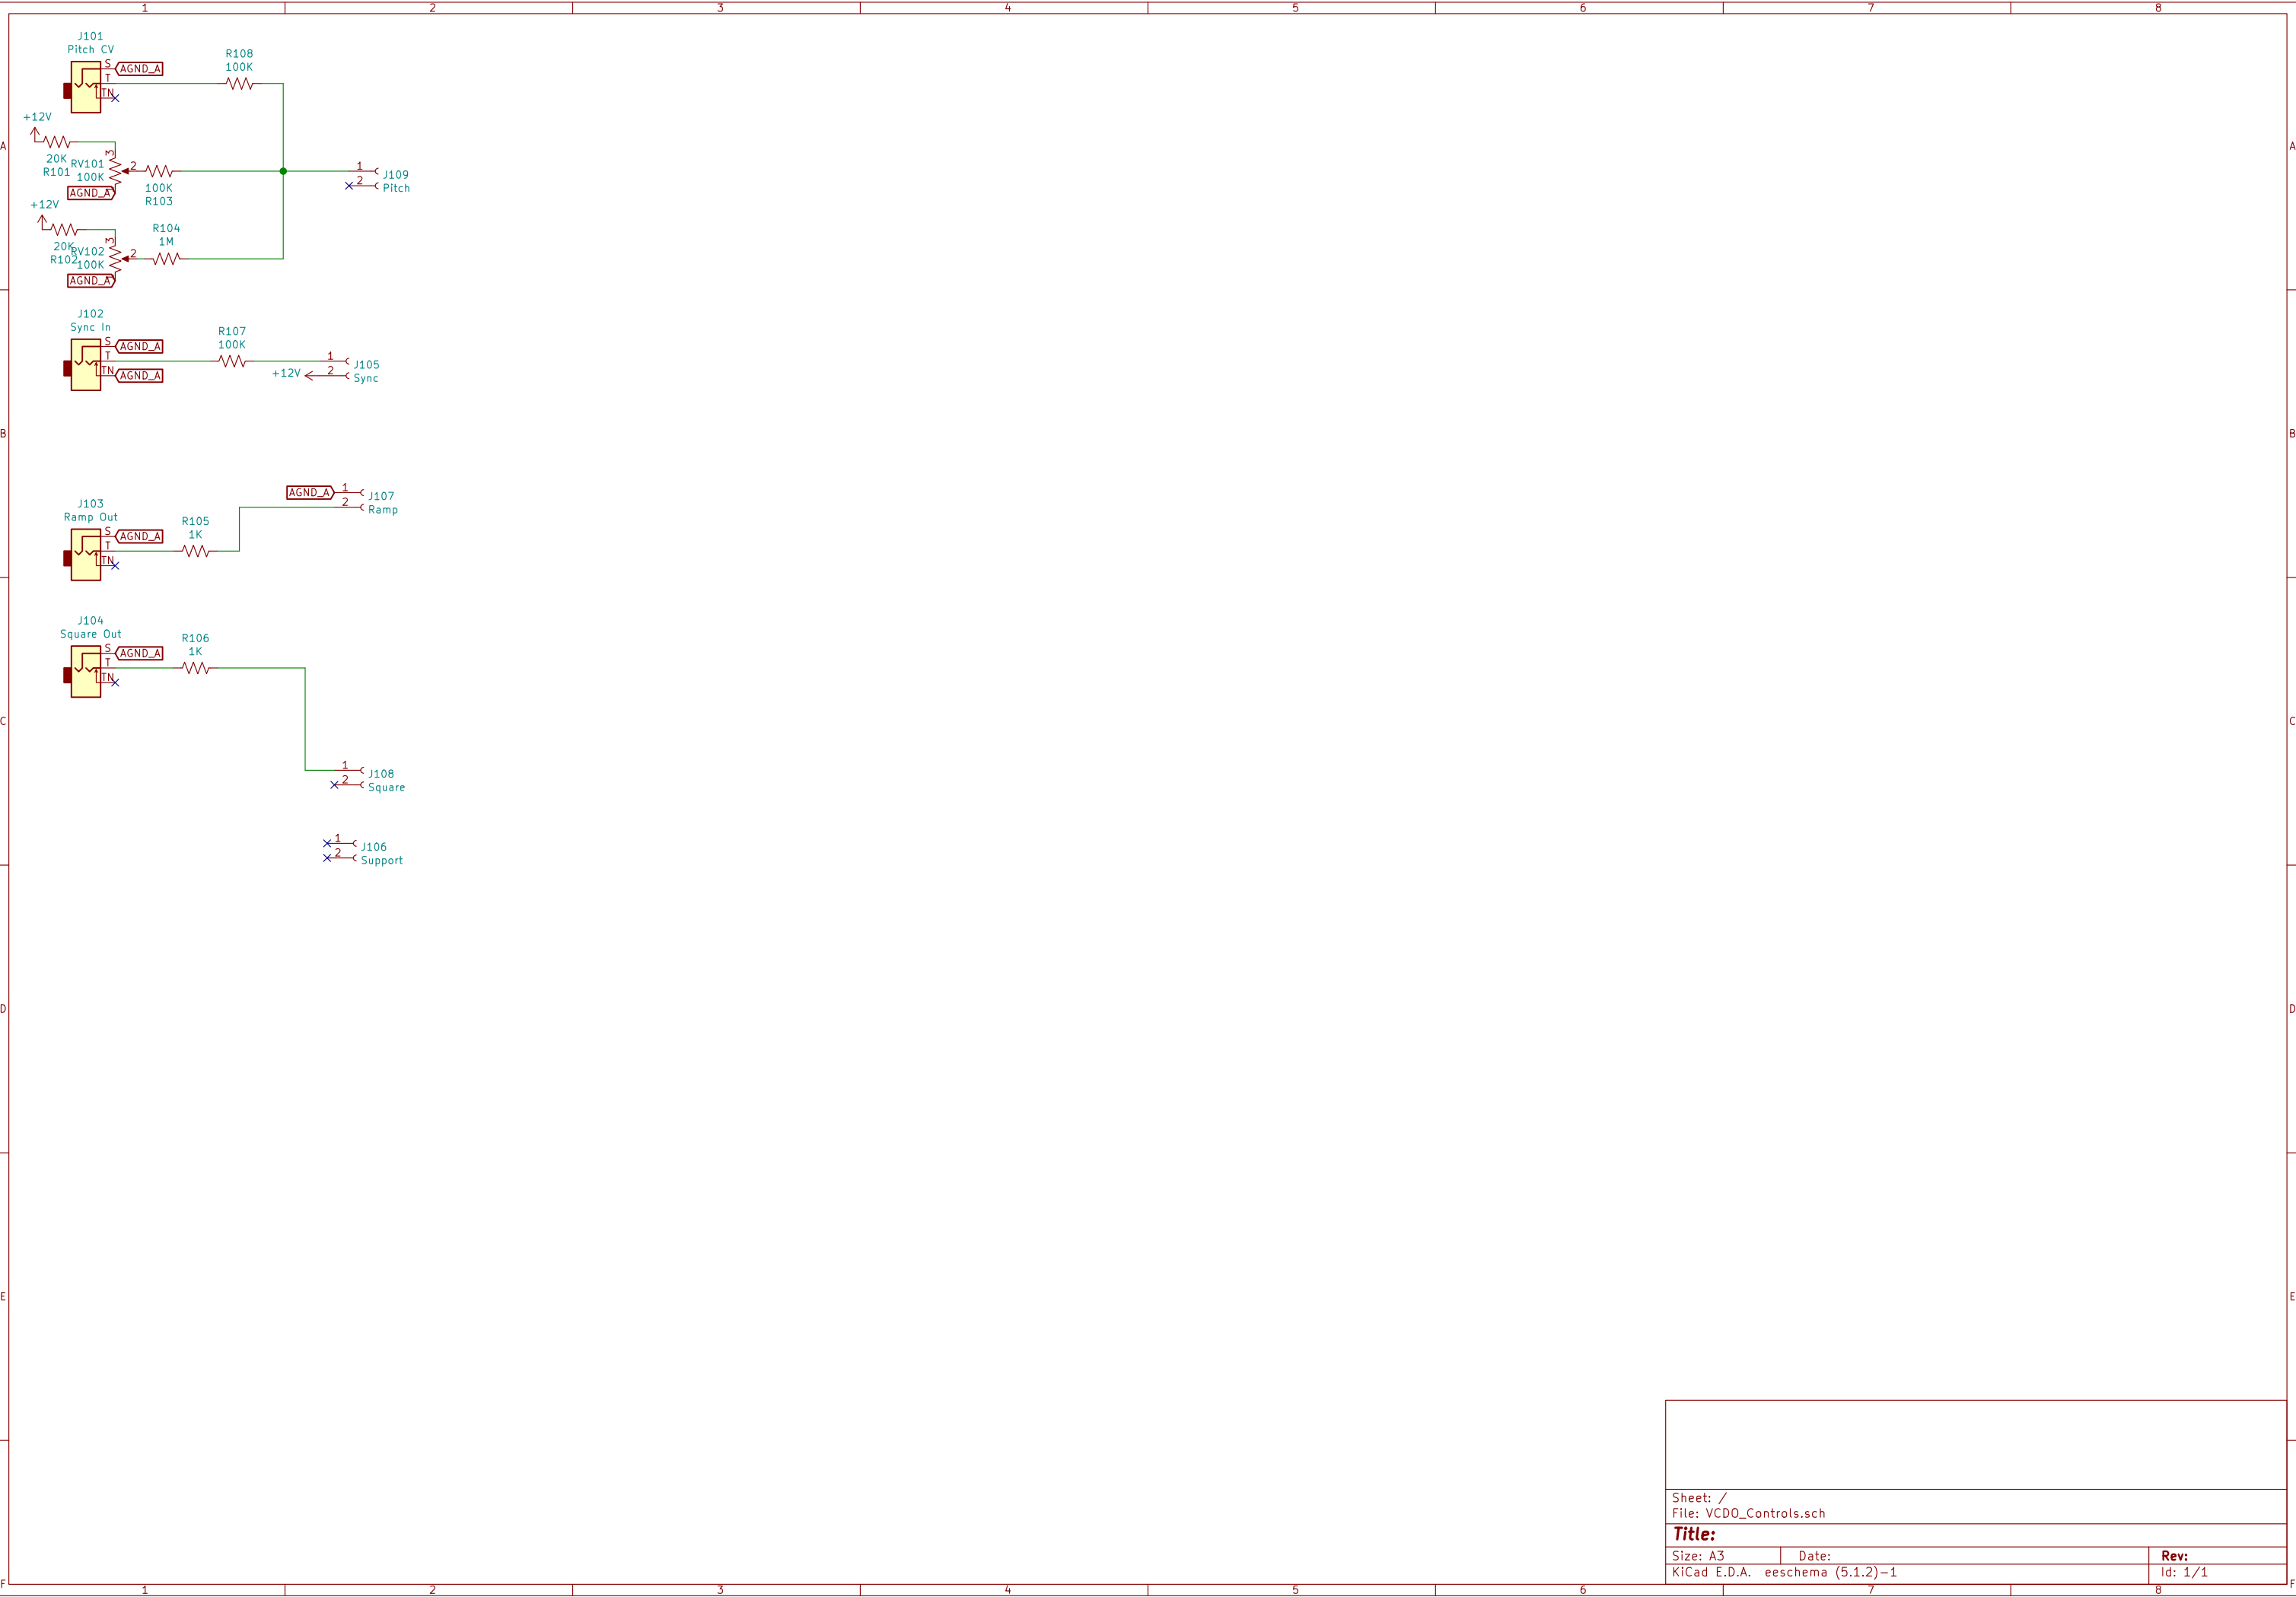 1 2 3 4 5 6 7 8
J101
Pitch CV
S
AGND_A
T
TN
R108
100K
+12V
A
A
20K
R101
RV101
100K
3
2
AGND_A
100K
R103
1
2
J109
Pitch
+12V
20K
R102
RV102
100K
3
2
AGND_A
R104
1M
J102
Sync In
S
AGND_A
T
TN
AGND_A
R107
100K
1
2
+12V
J105
Sync
B
B
AGND_A
1
2
J107
Ramp
J103
Ramp Out
S
AGND_A
T
TN
R105
1K
J104
Square Out
S
AGND_A
T
TN
R106
1K
C
C
1
2
J108
Square
1
2
J106
Support
D
D
E
E
Sheet: /
File: VCDO_Controls.sch
Title:
Size: A3
Date:
Rev:
KiCad E.D.A. eeschema (5.1.2)-1
Id: 1/1
F
F
1 2 3 4 5 6 7 8